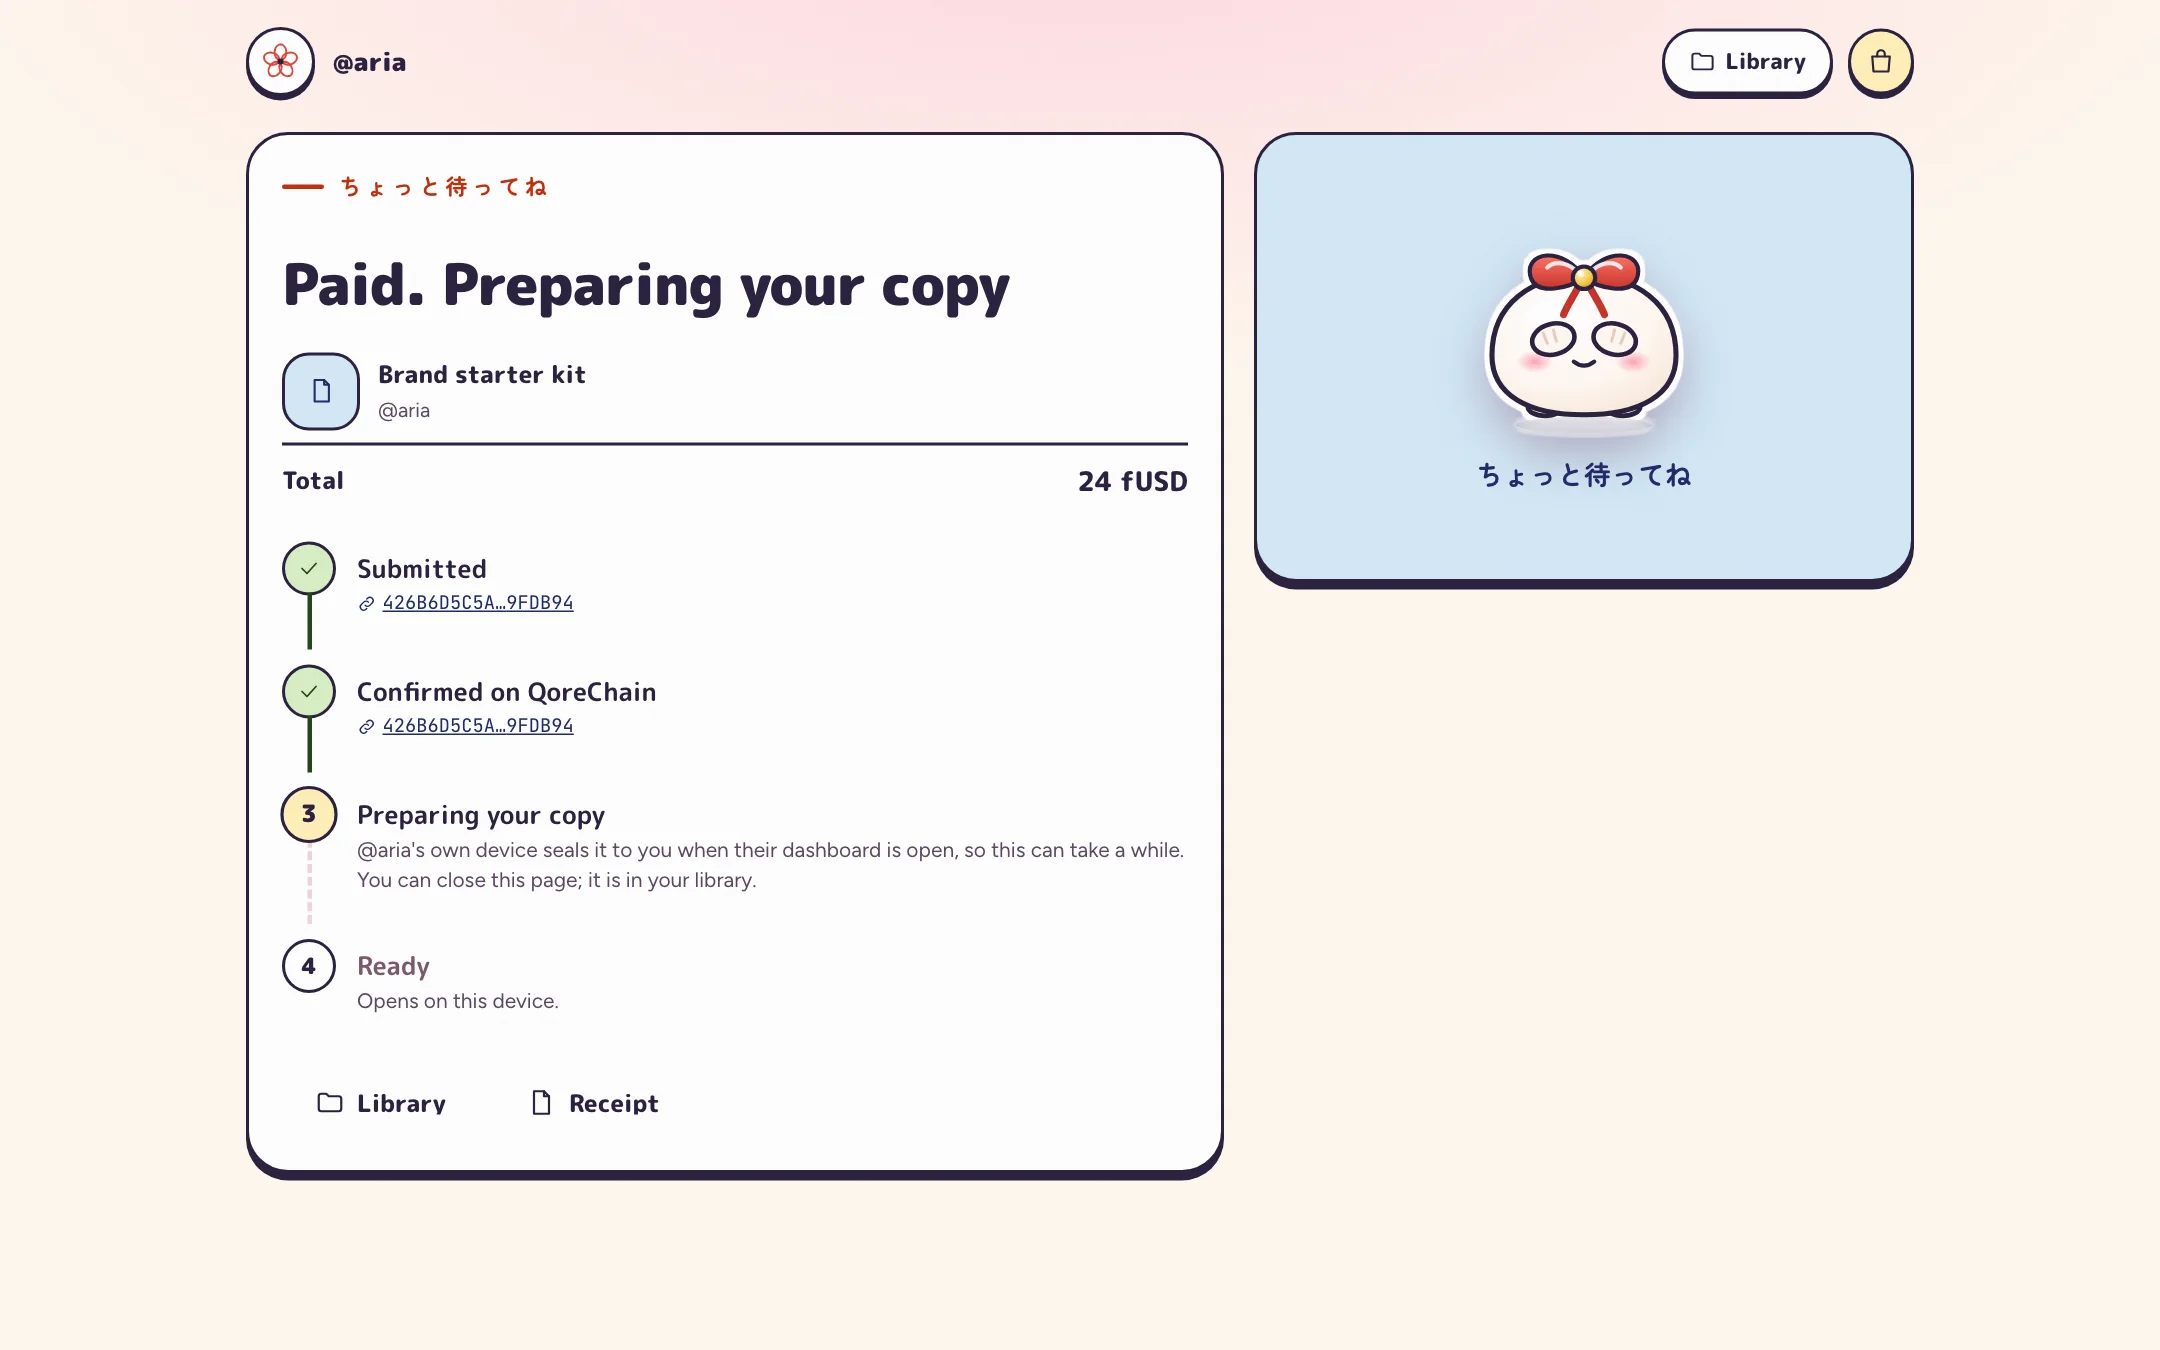 @aria
Library
ちょっと待ってね
Paid. Preparing your copy
Brand starter kit
@aria
Total
24 fUSD
Submitted
426B6D5C5A…9FDB94
Confirmed on QoreChain
426B6D5C5A…9FDB94
3
Preparing your copy
@aria's own device seals it to you when their dashboard is open, so this can take a while.
You can close this page; it is in your library.
4
Ready
Opens on this device.
Library
Receipt
ちょっと待ってね